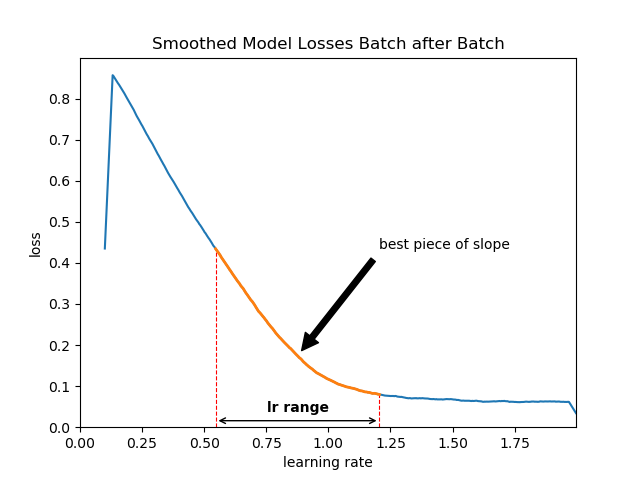 Smoothed Model Losses Batch after Batch
0.8
0.7
0.6
0.5
0.4
0.3
0.2
0.1
0.0
loss
best piece of slope
lr range
0.00 0.25 0.50 0.75 1.00 1.25 1.50 1.75
learning rate